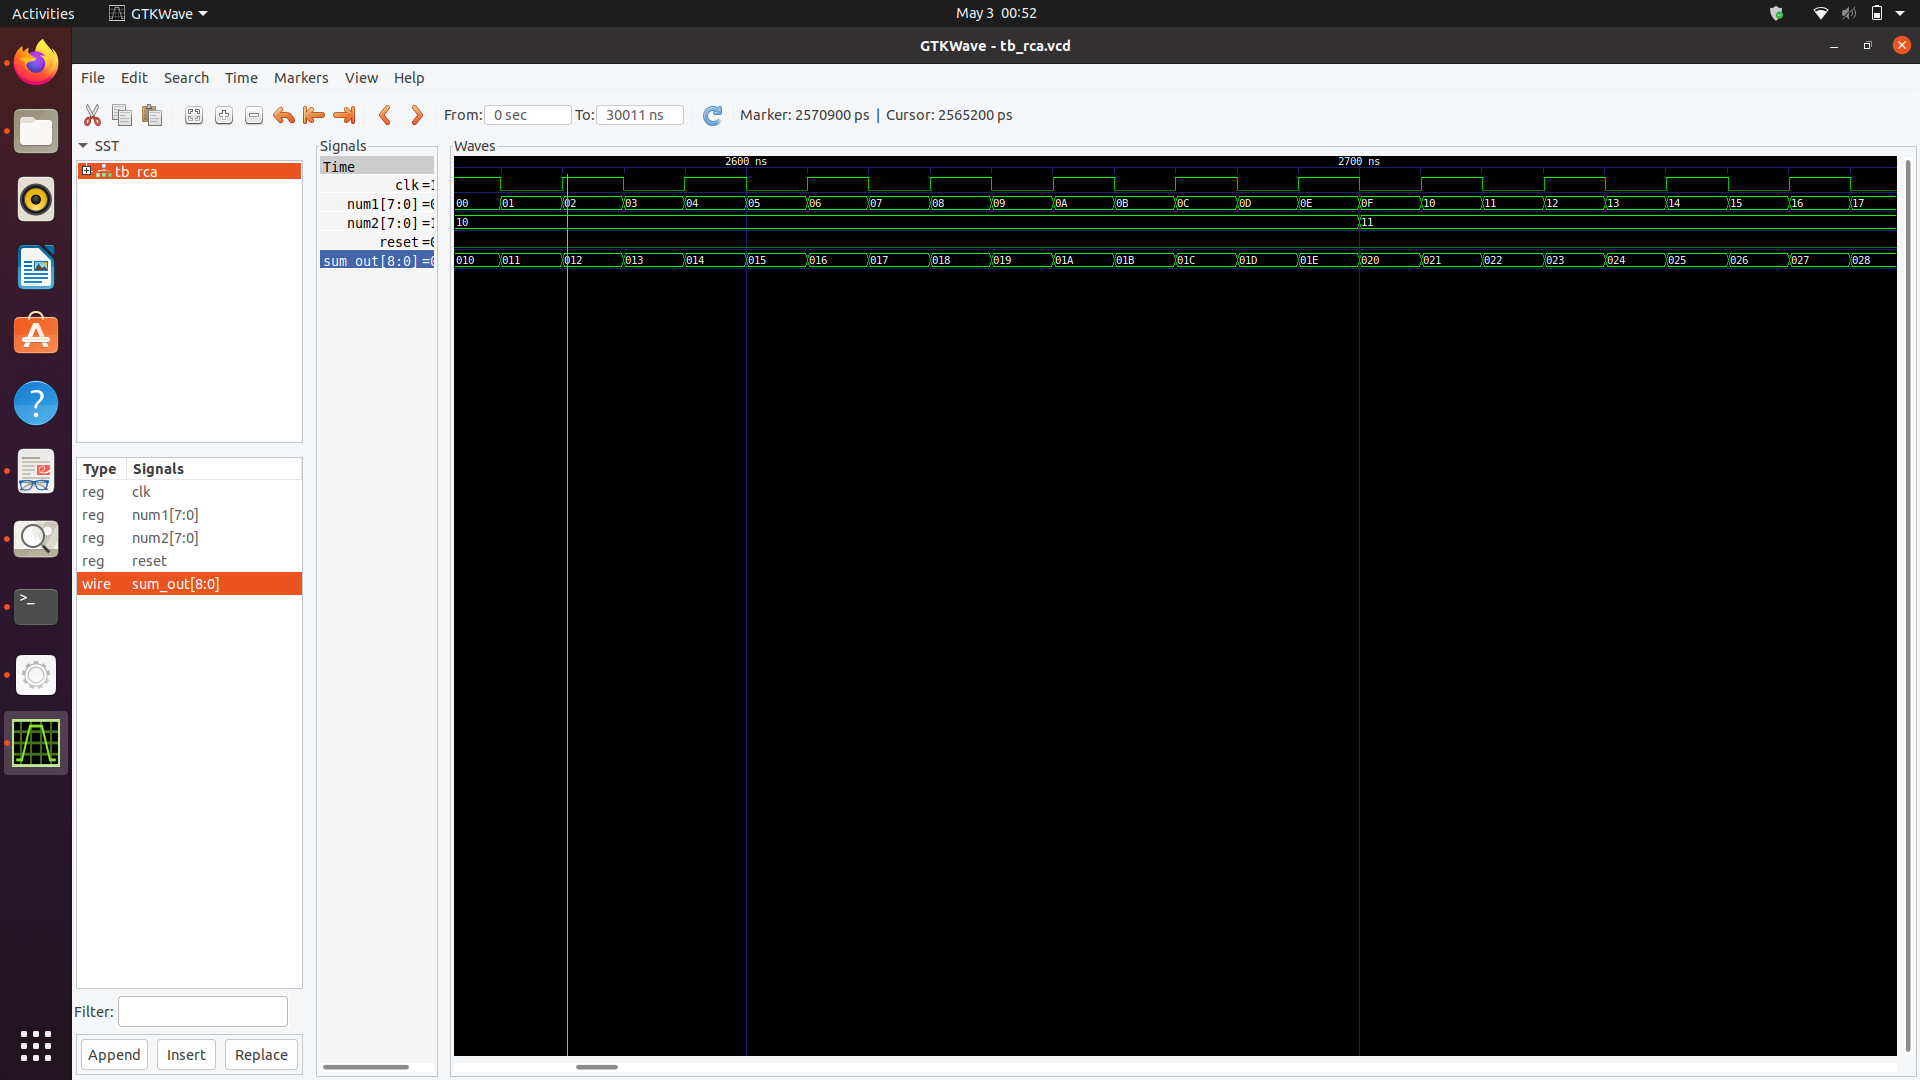 Activities GTKWave May 3 00:52
GTKWave - tb_rca.vcd
File Edit Search Time Markers View Help
From: 0 sec To: 30011 ns Marker: 2570900 ps | Cursor: 2565200 ps
SST
tb_rca
Type Signals
reg clk
reg num1[7:0]
reg num2[7:0]
reg reset
wire sum_out[8:0]
Filter:
Append Insert Replace
Signals
Time
clk =1
num1[7:0] =0
num2[7:0] =1
reset =0
sum_out[8:0] =0
Waves
2600 ns 2700 ns
00 01 02 03 04 05 06 07 08 09 0A 0B 0C 0D 0E 0F 10 11 12 13 14 15 16 17
10 11
010 011 012 013 014 015 016 017 018 019 01A 01B 01C 01D 01E 020 021 022 023 024 025 026 027 028